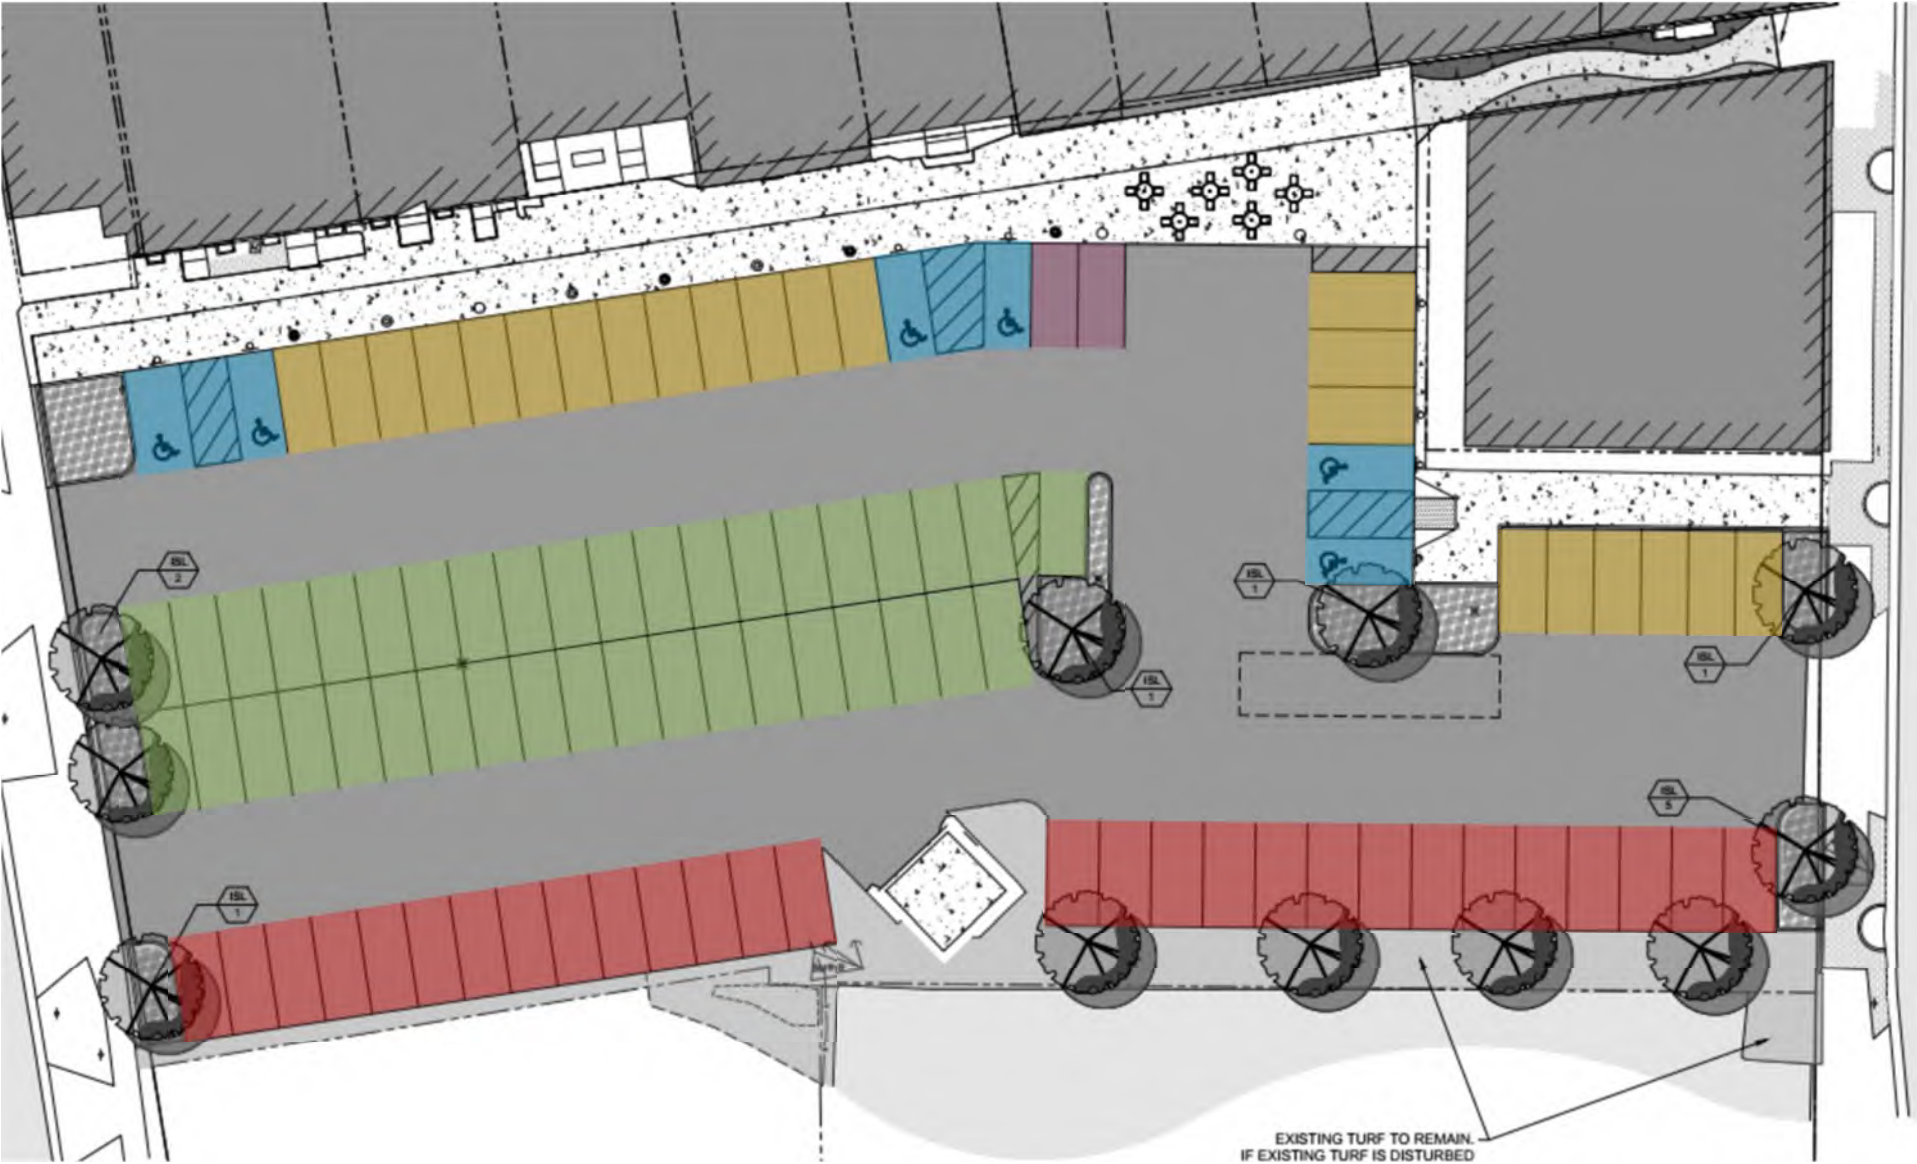 ISL
2
ISL
1
ISL
1
ISL
1
ISL
5
ISL
1
EXISTING TURF TO REMAIN.
IF EXISTING TURF IS DISTURBED